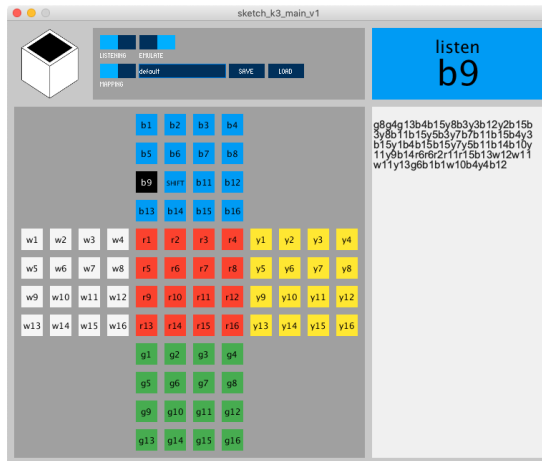 sketch_k3_main_v1
LISTENING EMULATE
MAPPING default SAVE LOAD
listen
b9
g8g4g13b4b15y8b3y3b12y2b15b
3y8b11b15y5b3y7b7b11b15b4y3
b15y1b4b15b15y7y5b11b14b10y
11y9b14r6r6r2r11r15b13w12w11
w11y13g6b1b1w10b4y4b12
b1 b2 b3 b4
b5 b6 b7 b8
b9 SHIFT b11 b12
b13 b14 b15 b16
w1 w2 w3 w4 r1 r2 r3 r4 y1 y2 y3 y4
w5 w6 w7 w8 r5 r6 r7 r8 y5 y6 y7 y8
w9 w10 w11 w12 r9 r10 r11 r12 y9 y10 y11 y12
w13 w14 w15 w16 r13 r14 r15 r16 y13 y14 y15 y16
g1 g2 g3 g4
g5 g6 g7 g8
g9 g10 g11 g12
g13 g14 g15 g16